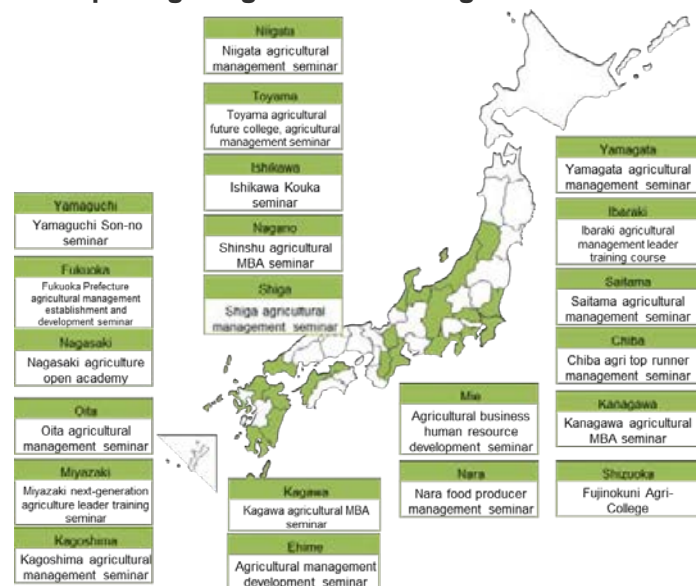 Niigata
Niigata agricultural
management seminar
Toyama
Toyama agricultural
future college, agricultural
management seminar
Ishikawa
Ishikawa Kouka
seminar
Nagano
Shinshu agricultural
MBA seminar
Shiga
Shiga agricultural
management seminar
Yamaguchi
Yamaguchi Son-no
seminar
Fukuoka
Fukuoka Prefecture
agricultural management
establishment and
development seminar
Nagasaki
Nagasaki agriculture
open academy
Oita
Oita agricultural
management seminar
Miyazaki
Miyazaki next-generation
agriculture leader training
seminar
Kagoshima
Kagoshima agricultural
management seminar
Kagawa
Kagawa agricultural MBA
seminar
Ehime
Agricultural management
development seminar
Mie
Agricultural business
human resource
development seminar
Nara
Nara food producer
management seminar
Yamagata
Yamagata agricultural
management seminar
Ibaraki
Ibaraki agricultural
management leader
training course
Saitama
Saitama agricultural
management seminar
Chiba
Chiba agri top runner
management seminar
Kanagawa
Kanagawa agricultural
MBA seminar
Shizuoka
Fujinokuni Agri-
College